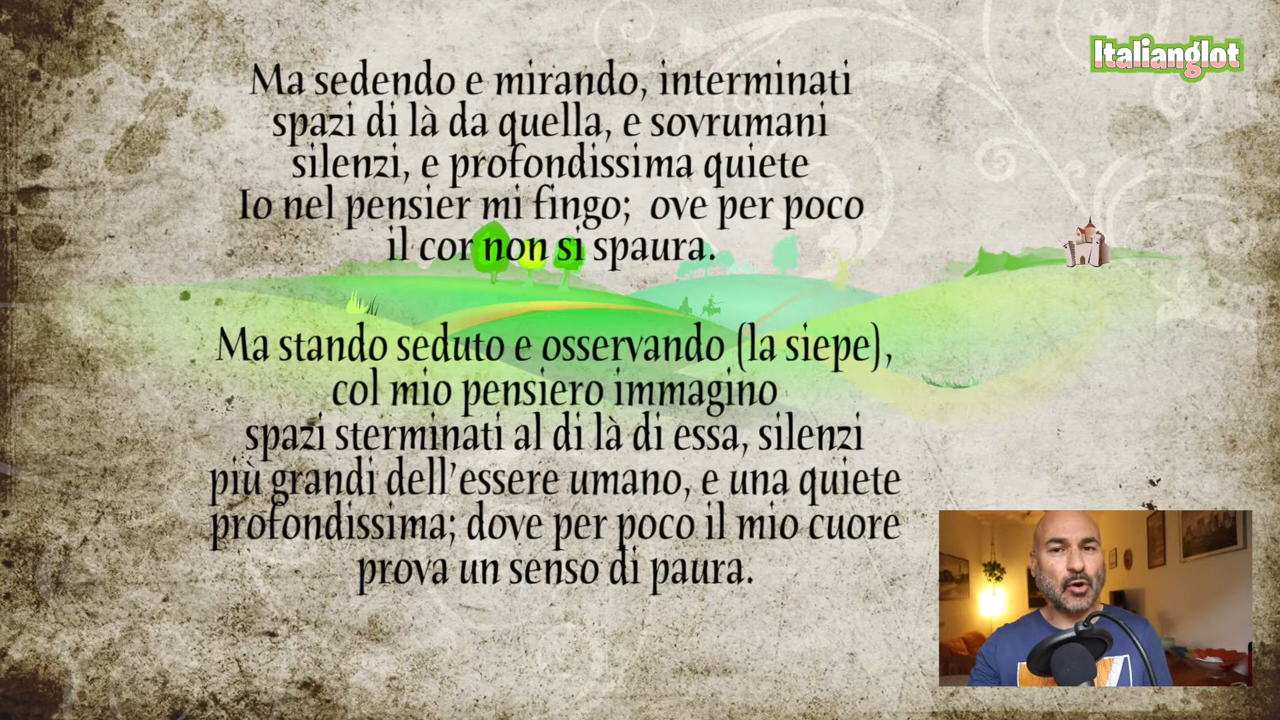 Italianglot
Ma sedendo e mirando, interminati
spazi di là da quella, e sovrumani
silenzi, e profondissima quiete
Io nel pensier mi fingo; ove per poco
il cor non si spaura.
Ma stando seduto e osservando (la siepe),
col mio pensiero immagino
spazi sterminati al di là di essa, silenzi
più grandi dell'essere umano, e una quiete
profondissima; dove per poco il mio cuore
prova un senso di paura.